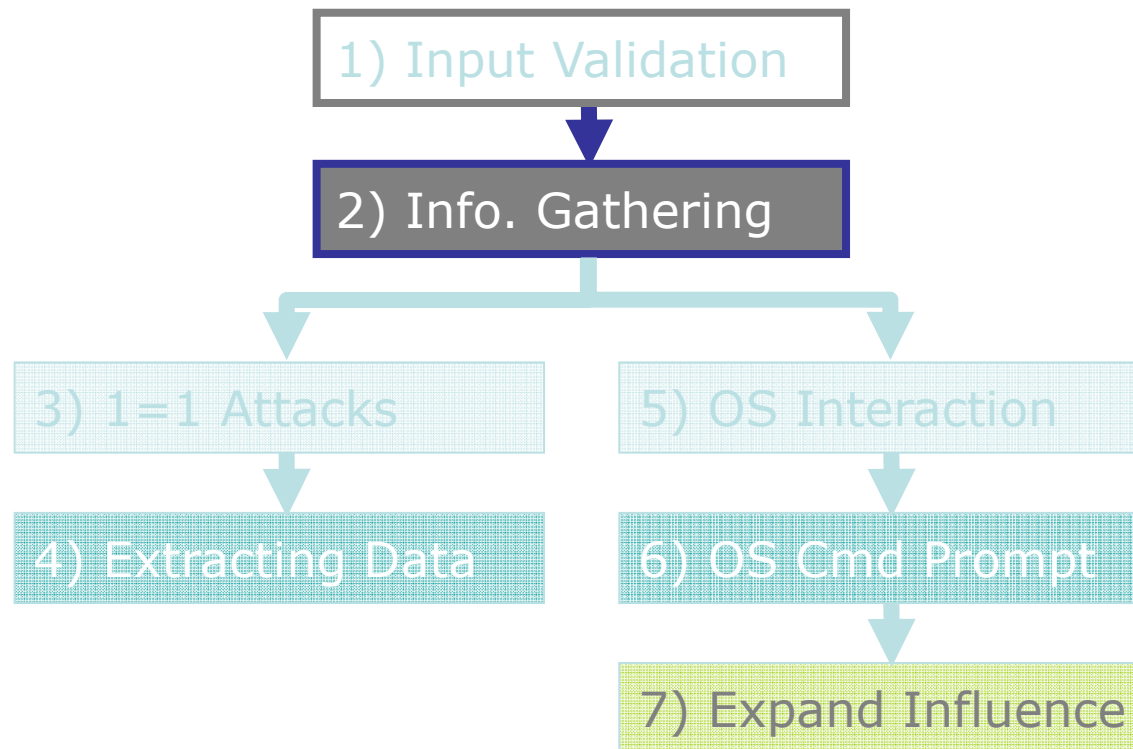 1) Input Validation
2) Info. Gathering
3) 1=1 Attacks
5) OS Interaction
4) Extracting Data
6) OS Cmd Prompt
7) Expand Influence